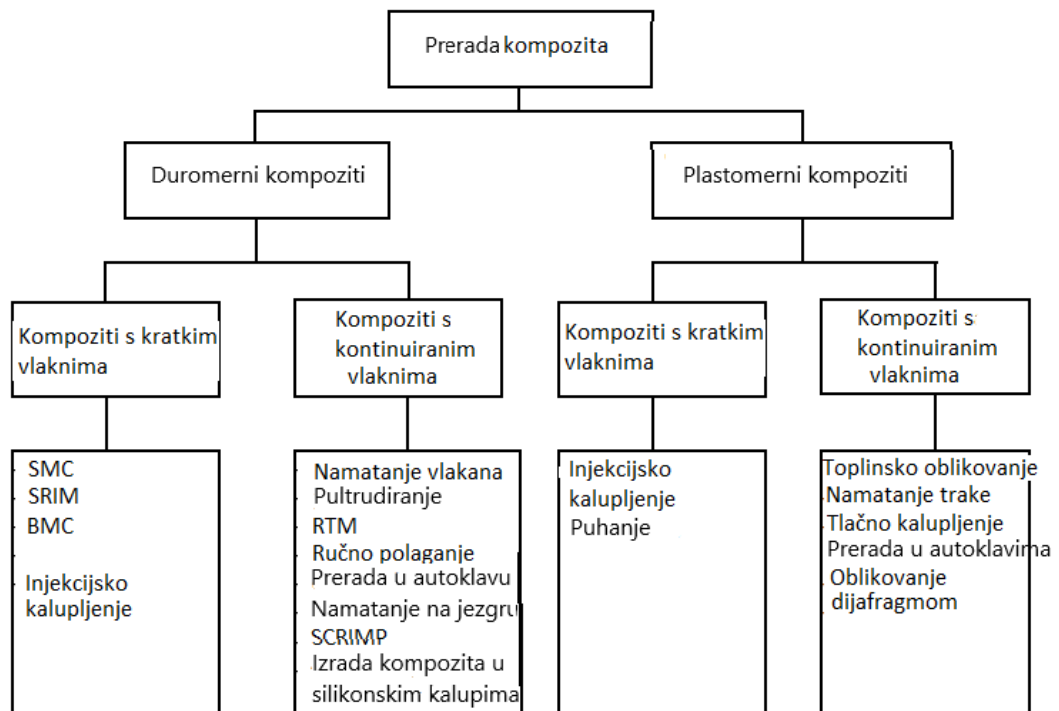 Prerada kompozita
Duromerni kompoziti
Plastomerni kompoziti
Kompoziti s kratkim
vlaknima
Kompoziti s
kontinuiranim
vlaknima
Kompoziti s kratkim
vlaknima
Kompoziti s
kontinuiranim
vlaknima
SMC
SRIM
BMC
Injekcijsko
kalupljenje
Namatanje vlakana
Pultrudiranje
RTM
Ručno polaganje
Prerada u autoklavu
Namatanje na jezgru
SCRIMP
Izrada kompozita u
silikonskim kalupima
Injekcijsko
kalupljenje
Puhanje
Toplinsko oblikovanje
Namatanje trake
Tlačno kalupljenje
Prerada u autoklavima
Oblikovanje
dijafragmom